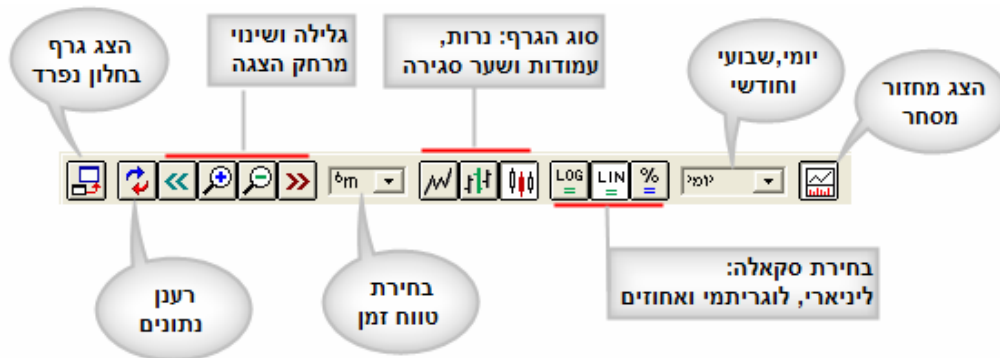 הצג גרף
בחלון נפרד
גלילה ושינוי
מרחק הצגה
סוג הגרף: נרות,
עמודות ושער סגירה
יומי,שבועי
וחודשי
הצג מחזור
מסחר
6m
LOG
LIN
%
יומי
רענן
נתונים
בחירת
טווח זמן
בחירת סקאלה:
ליניארי, לוגריתמי ואחוזים